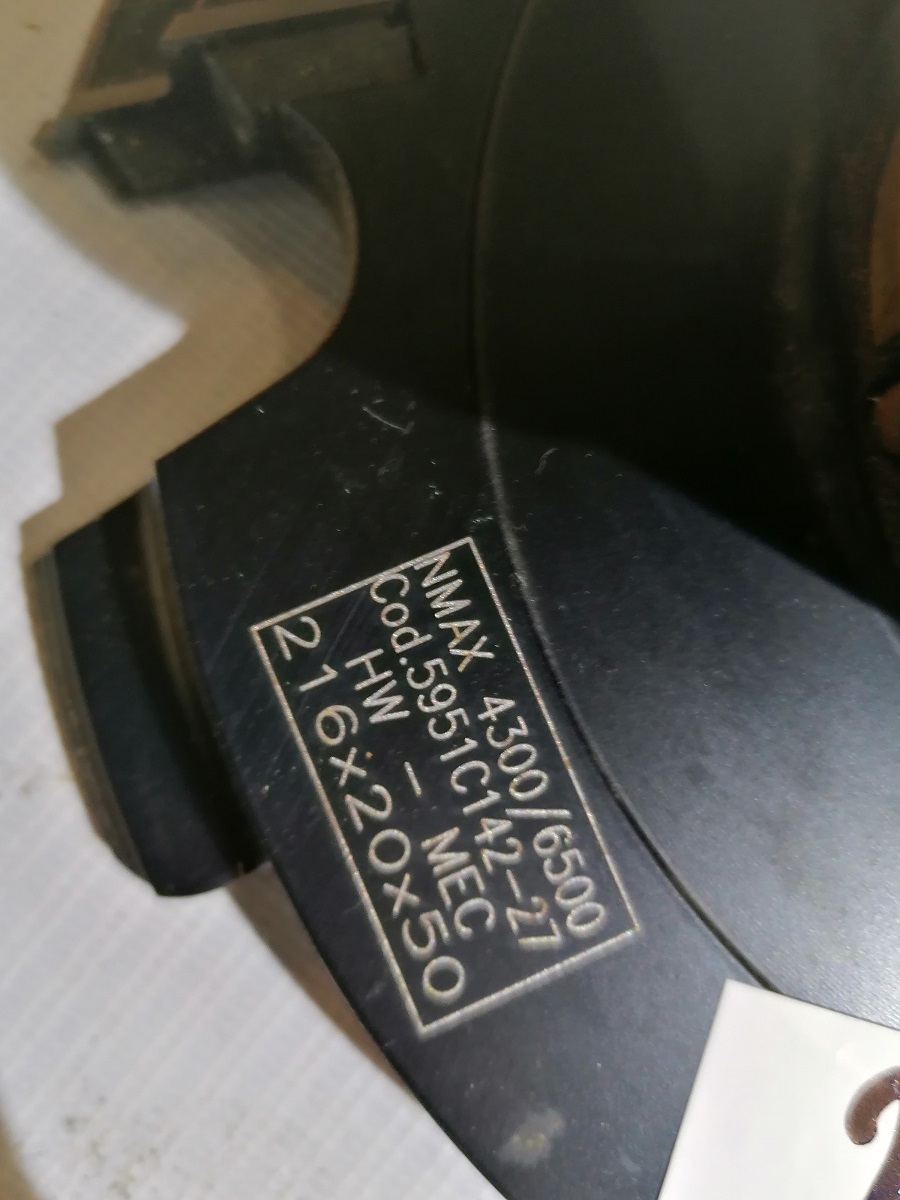 NMAX 4300/6500
Cod.5951C142-27
HW - MEC
216x20x50